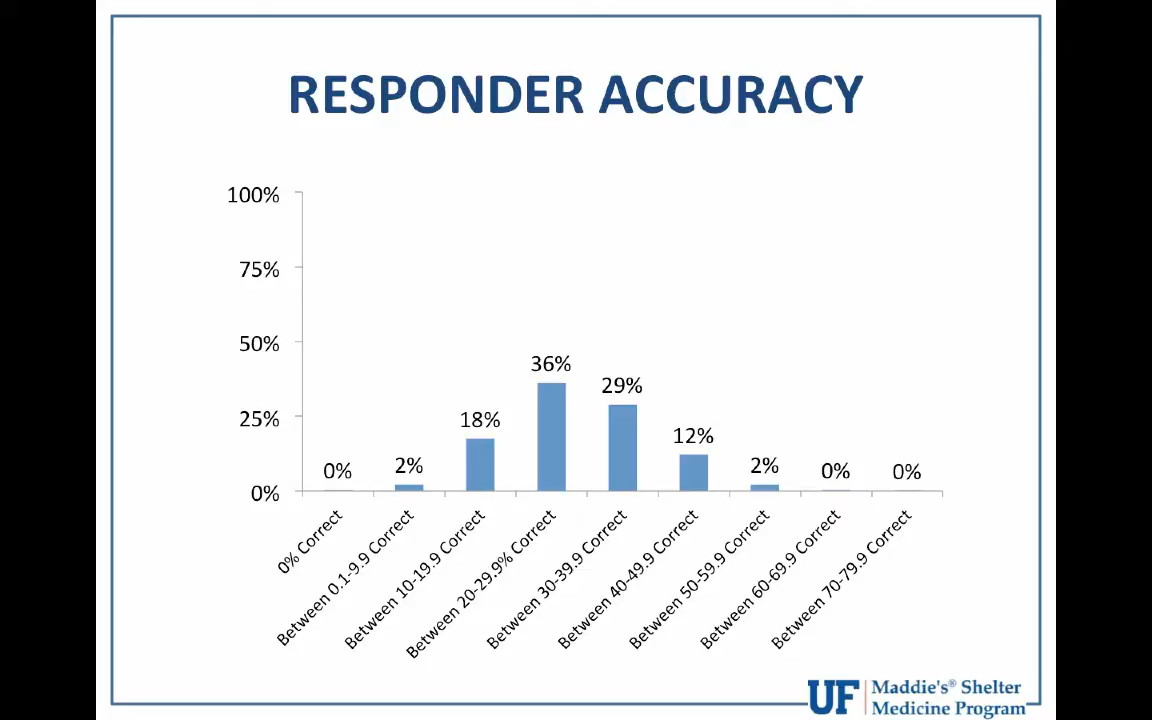 RESPONDER ACCURACY
100%
75%
50%
25%
0%
0%
2%
18%
36%
29%
12%
2%
0%
0%
0% Correct
Between 0.1-9.9 Correct
Between 10-19.9 Correct
Between 20-29.9% Correct
Between 30-39.9 Correct
Between 40-49.9 Correct
Between 50-59.9 Correct
Between 60-69.9 Correct
Between 70-79.9 Correct
UF
Maddie's® Shelter
Medicine Program